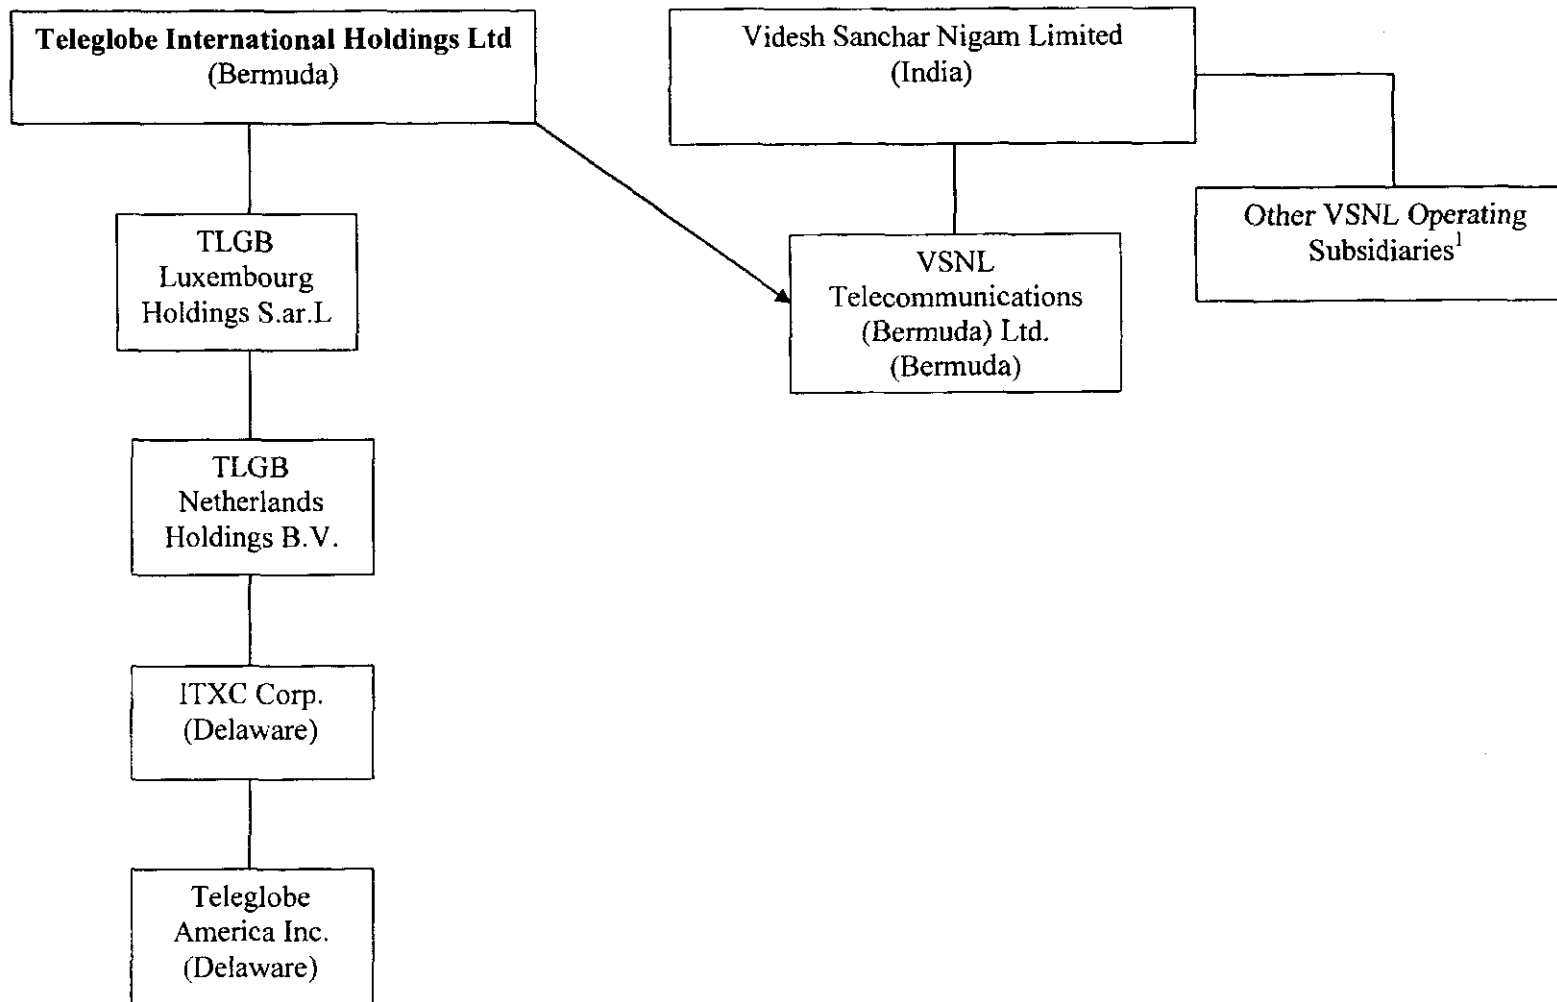 Teleglobe International Holdings Ltd
(Bermuda)
Videsh Sanchar Nigam Limited
(India)
TLGB
Luxembourg
Holdings S.ar.L
VSNL
Telecommunications
(Bermuda) Ltd.
(Bermuda)
Other VSNL Operating
Subsidiaries¹
TLGB
Netherlands
Holdings B.V.
ITXC Corp.
(Delaware)
Teleglobe
America Inc.
(Delaware)